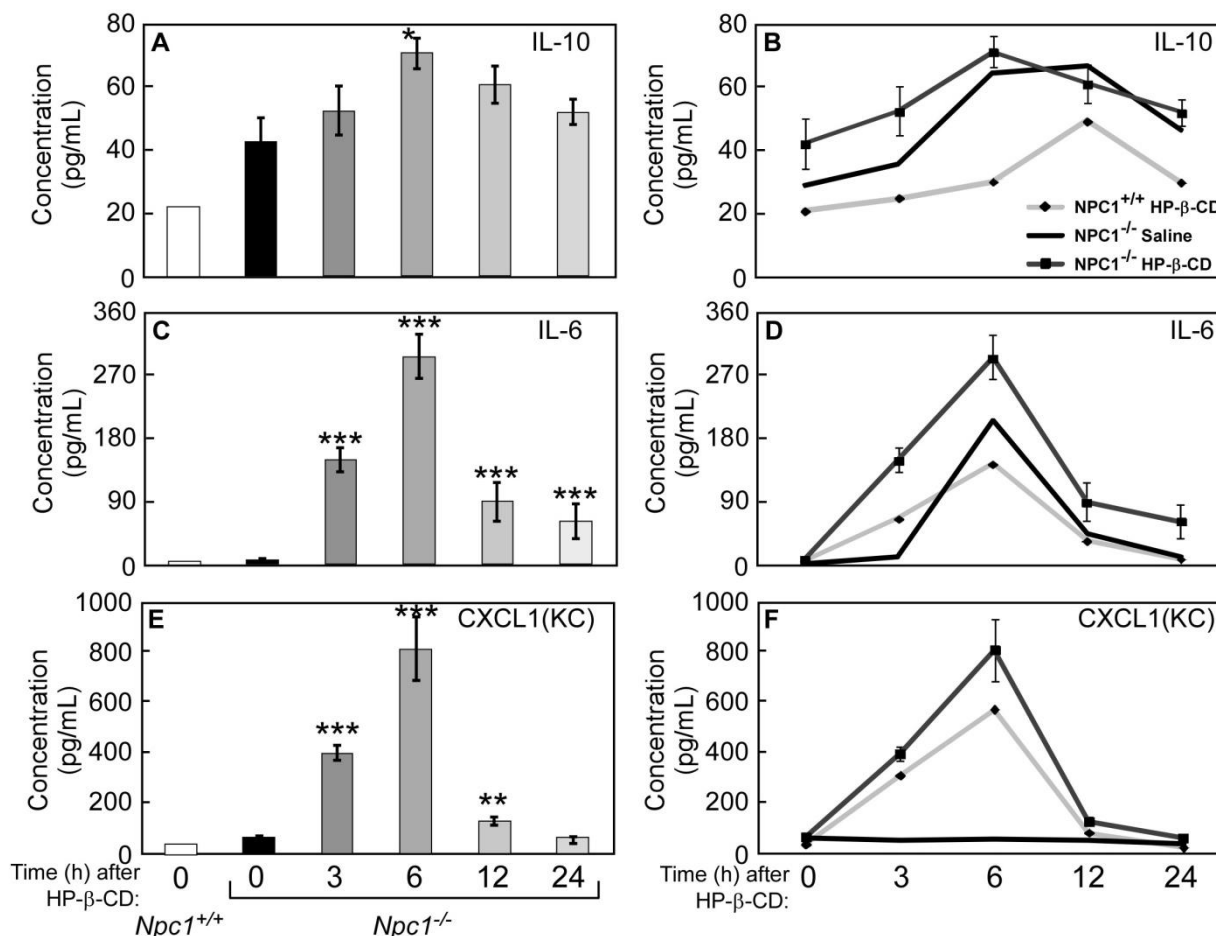 A IL-10
Concentration
(pg/mL)
80
60
40
20
0
*
B IL-10
Concentration
(pg/mL)
80
60
40
20
0
NPC1+/+ HP-β-CD
NPC1-/- Saline
NPC1-/- HP-β-CD
C IL-6
Concentration
(pg/mL)
360
270
180
90
0
***
***
***
***
D IL-6
Concentration
(pg/mL)
360
270
180
90
0
E CXCL1(KC)
Concentration
(pg/mL)
1000
800
600
400
200
0
***
***
**
Time (h) after
HP-β-CD:
0 0 3 6 12 24
Npc1+/+ Npc1-/-
F CXCL1(KC)
Concentration
(pg/mL)
1000
800
600
400
200
0
Time (h) after
HP-β-CD:
0 3 6 12 24